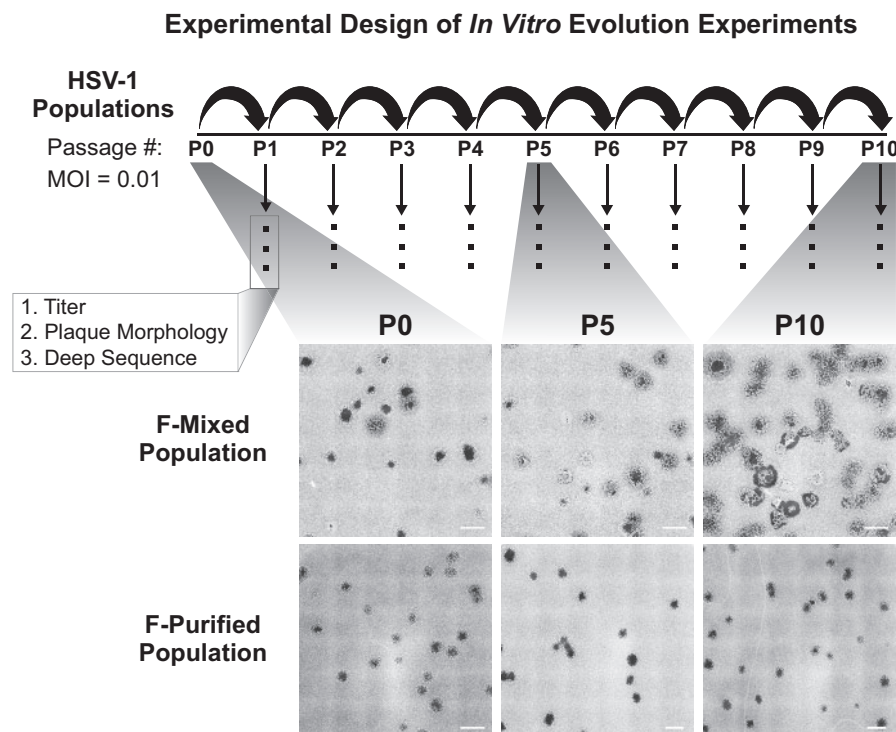 Experimental Design of In Vitro Evolution Experiments
HSV-1
Populations
Passage #:
P0 P1 P2 P3 P4 P5 P6 P7 P8 P9 P10
MOI = 0.01
1. Titer
2. Plaque Morphology
3. Deep Sequence
P0 P5 P10
F-Mixed
Population
F-Purified
Population